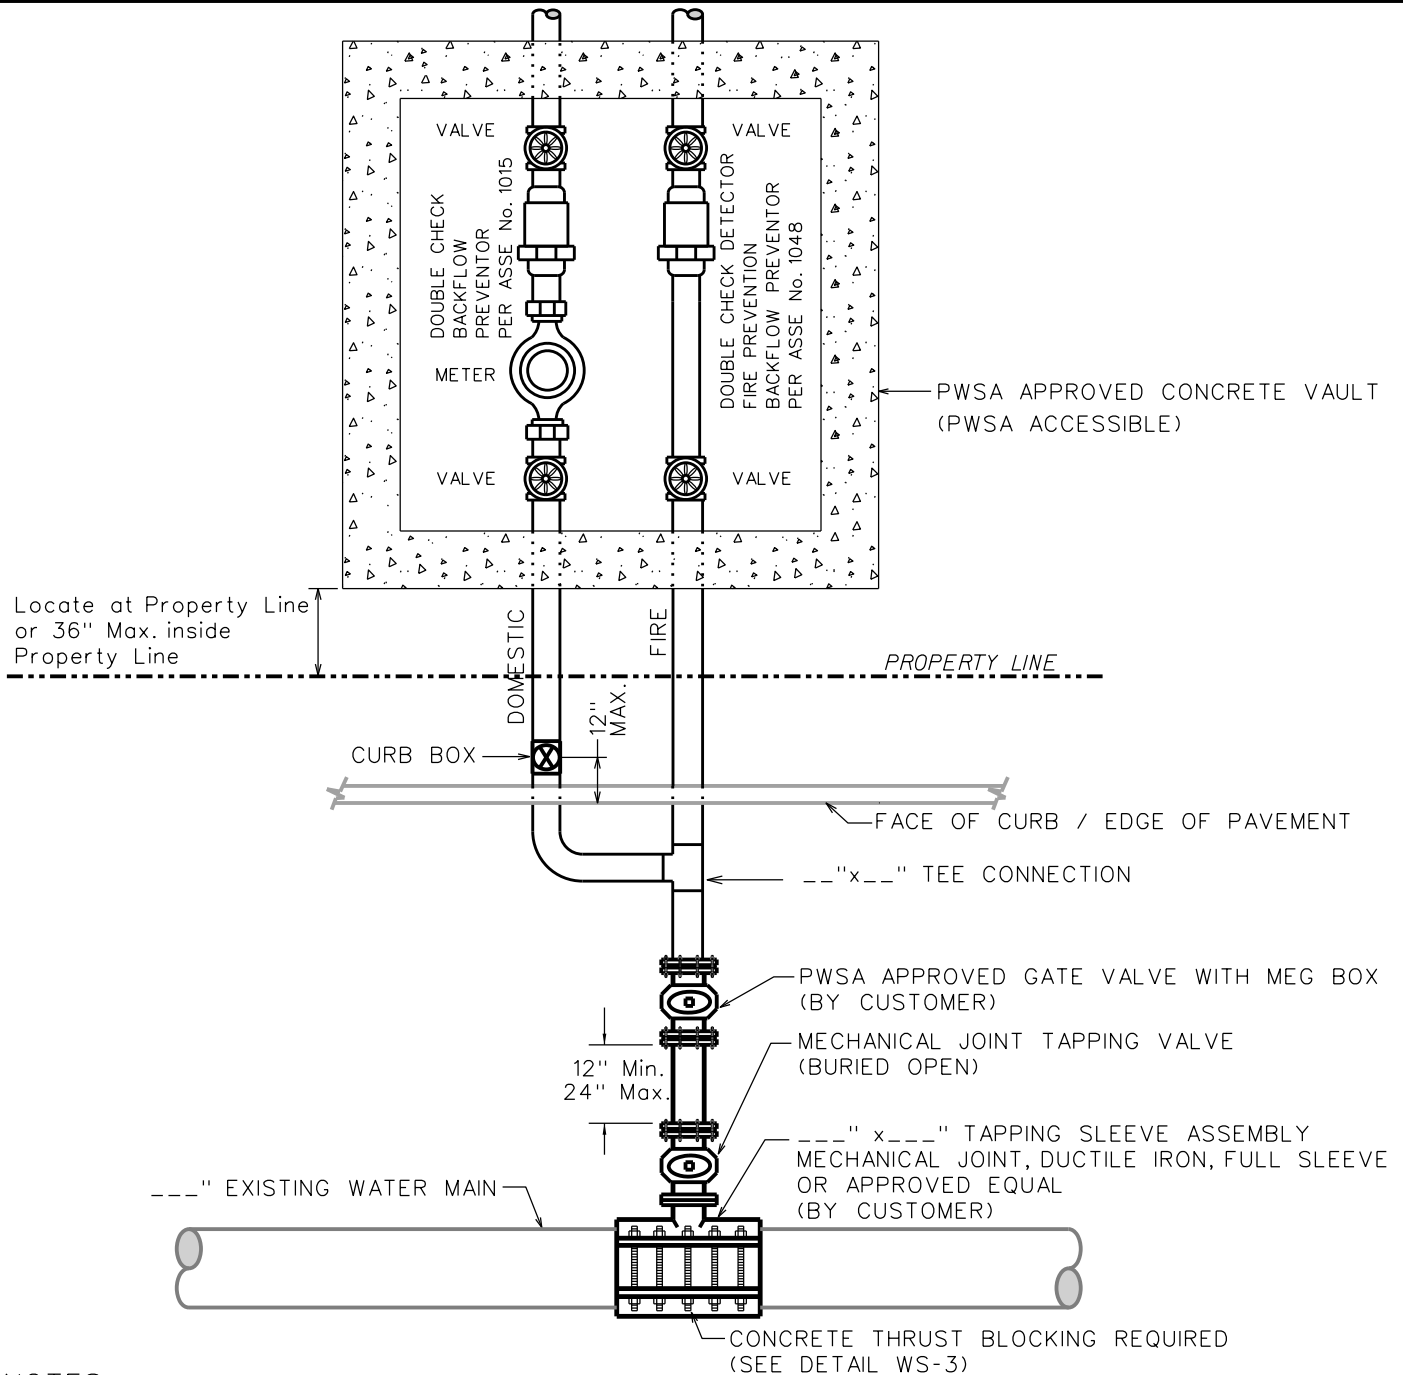 VALVE
VALVE
DOUBLE CHECK
BACKFLOW
PREVENTOR
PER ASSE No. 1015
DOUBLE CHECK DETECTOR
FIRE PREVENTION
BACKFLOW PREVENTOR
PER ASSE No. 1048
METER
PWSA APPROVED CONCRETE VAULT
(PWSA ACCESSIBLE)
VALVE
VALVE
Locate at Property Line
or 36" Max. inside
Property Line
DOMESTIC
FIRE
PROPERTY LINE
12"
MAX.
CURB BOX
FACE OF CURB / EDGE OF PAVEMENT
__"x__" TEE CONNECTION
PWSA APPROVED GATE VALVE WITH MEG BOX
(BY CUSTOMER)
MECHANICAL JOINT TAPPING VALVE
(BURIED OPEN)
12" Min.
24" Max.
___" x___" TAPPING SLEEVE ASSEMBLY
MECHANICAL JOINT, DUCTILE IRON, FULL SLEEVE
OR APPROVED EQUAL
(BY CUSTOMER)
___" EXISTING WATER MAIN
CONCRETE THRUST BLOCKING REQUIRED
(SEE DETAIL WS-3)